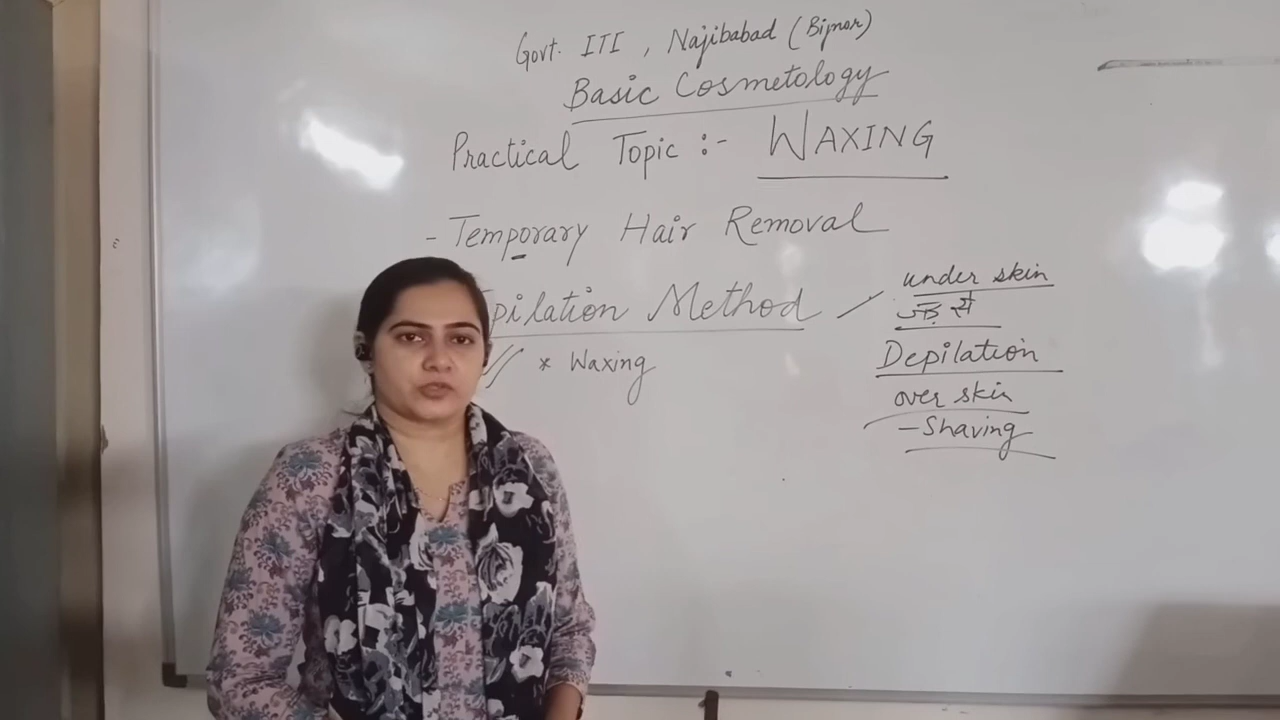 Govt. ITI , Najibabad (Bijnor)
Basic Cosmetology
Practical Topic :- WAXING
- Temporary Hair Removal
pilation Method / under skin
जड़ से
* Waxing
Depilation
over skin
- Shaving